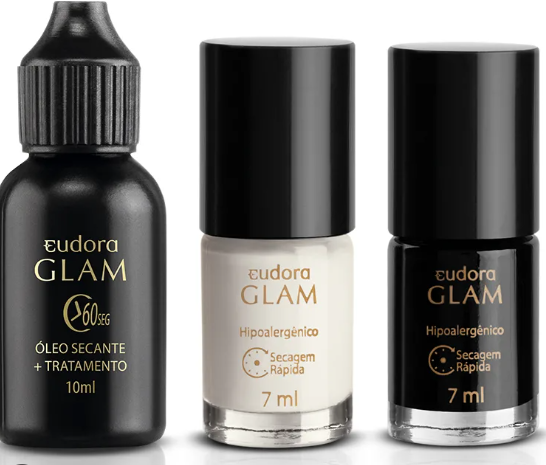 eudora
GLAM
60SEG
ÓLEO SECANTE
+ TRATAMENTO
10ml
eudora
GLAM
Hipoalergênico
Secagem
Rápida
7 ml
eudora
GLAM
Hipoalergênico
Secagem
Rápida
7 ml